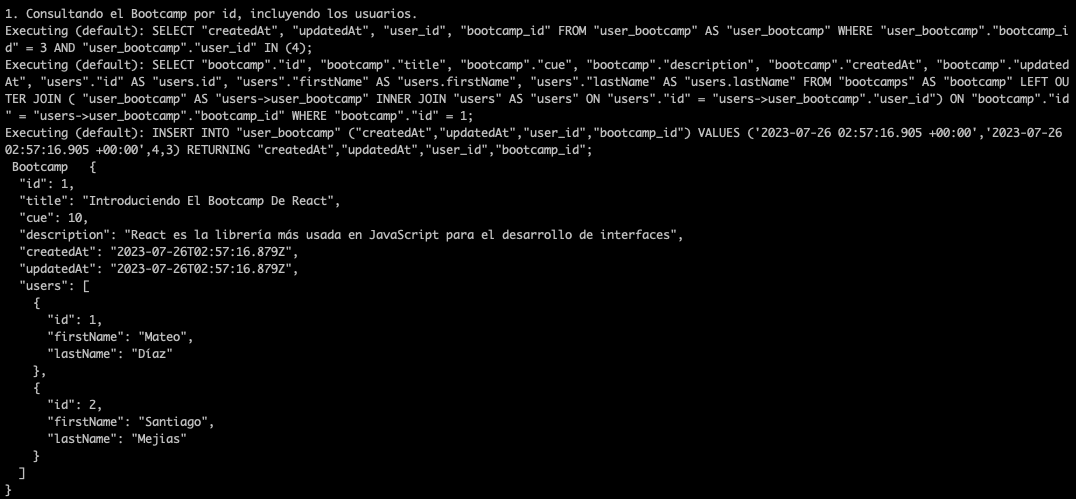 1. Consultando el Bootcamp por id, incluyendo los usuarios.
Executing (default): SELECT "createdAt", "updatedAt", "user_id", "bootcamp_id" FROM "user_bootcamp" AS "user_bootcamp" WHERE "user_bootcamp"."bootcamp_i
d" = 3 AND "user_bootcamp"."user_id" IN (4);
Executing (default): SELECT "bootcamp"."id", "bootcamp"."title", "bootcamp"."cue", "bootcamp"."description", "bootcamp"."createdAt", "bootcamp"."updated
At", "users"."id" AS "users.id", "users"."firstName" AS "users.firstName", "users"."lastName" AS "users.lastName" FROM "bootcamps" AS "bootcamp" LEFT OU
TER JOIN ( "user_bootcamp" AS "users->user_bootcamp" INNER JOIN "users" AS "users" ON "users"."id" = "users->user_bootcamp"."user_id") ON "bootcamp"."id
" = "users->user_bootcamp"."bootcamp_id" WHERE "bootcamp"."id" = 1;
Executing (default): INSERT INTO "user_bootcamp" ("createdAt","updatedAt","user_id","bootcamp_id") VALUES ('2023-07-26 02:57:16.905 +00:00','2023-07-26
02:57:16.905 +00:00',4,3) RETURNING "createdAt","updatedAt","user_id","bootcamp_id";
 Bootcamp   {
  "id": 1,
  "title": "Introduciendo El Bootcamp De React",
  "cue": 10,
  "description": "React es la librería más usada en JavaScript para el desarrollo de interfaces",
  "createdAt": "2023-07-26T02:57:16.879Z",
  "updatedAt": "2023-07-26T02:57:16.879Z",
  "users": [
    {
      "id": 1,
      "firstName": "Mateo",
      "lastName": "Díaz"
    },
    {
      "id": 2,
      "firstName": "Santiago",
      "lastName": "Mejias"
    }
  ]
}